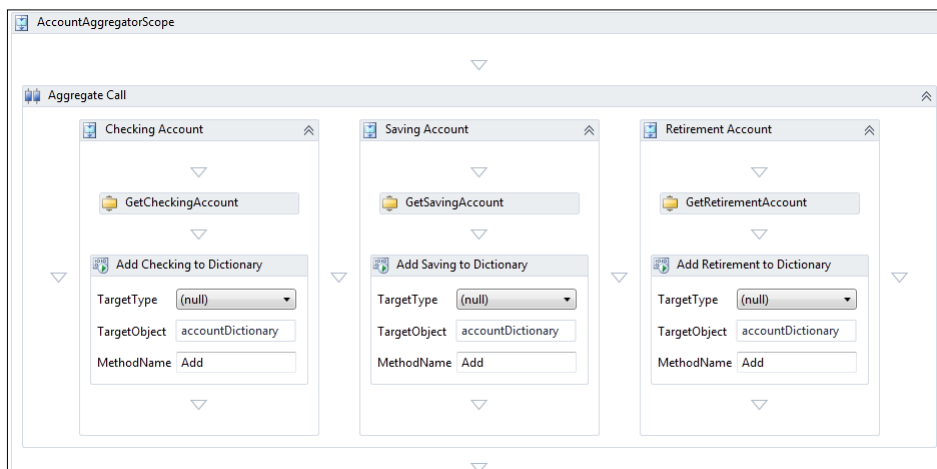 AccountAggregatorScope
Aggregate Call
Checking Account
Saving Account
Retirement Account
GetCheckingAccount
GetSavingAccount
GetRetirementAccount
Add Checking to Dictionary
Add Saving to Dictionary
Add Retirement to Dictionary
TargetType (null)
TargetType (null)
TargetType (null)
TargetObject accountDictionary
TargetObject accountDictionary
TargetObject accountDictionary
MethodName Add
MethodName Add
MethodName Add